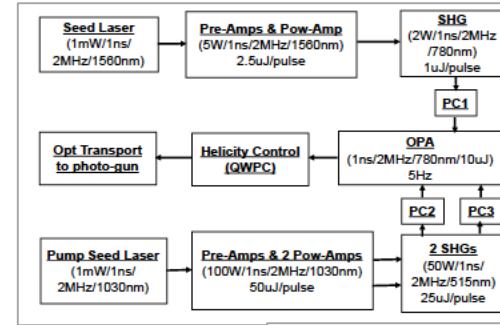 Seed Laser
(1mW/1ns/
2MHz/1560nm)
Pre-Amps & Pow-Amp
(5W/1ns/2MHz/1560nm)
2.5uJ/pulse
SHG
(2W/1ns/2MHz
/780nm)
1uJ/pulse
PC1
Opt Transport
to photo-gun
Helicity Control
(QWPC)
OPA
(1ns/2MHz/780nm/10uJ)
5Hz
PC2
PC3
Pump Seed Laser
(1mW/1ns/
2MHz/1030nm)
Pre-Amps & 2 Pow-Amps
(100W/1ns/2MHz/1030nm)
50uJ/pulse
2 SHGs
(50W/1ns/
2MHz/515nm)
25uJ/pulse